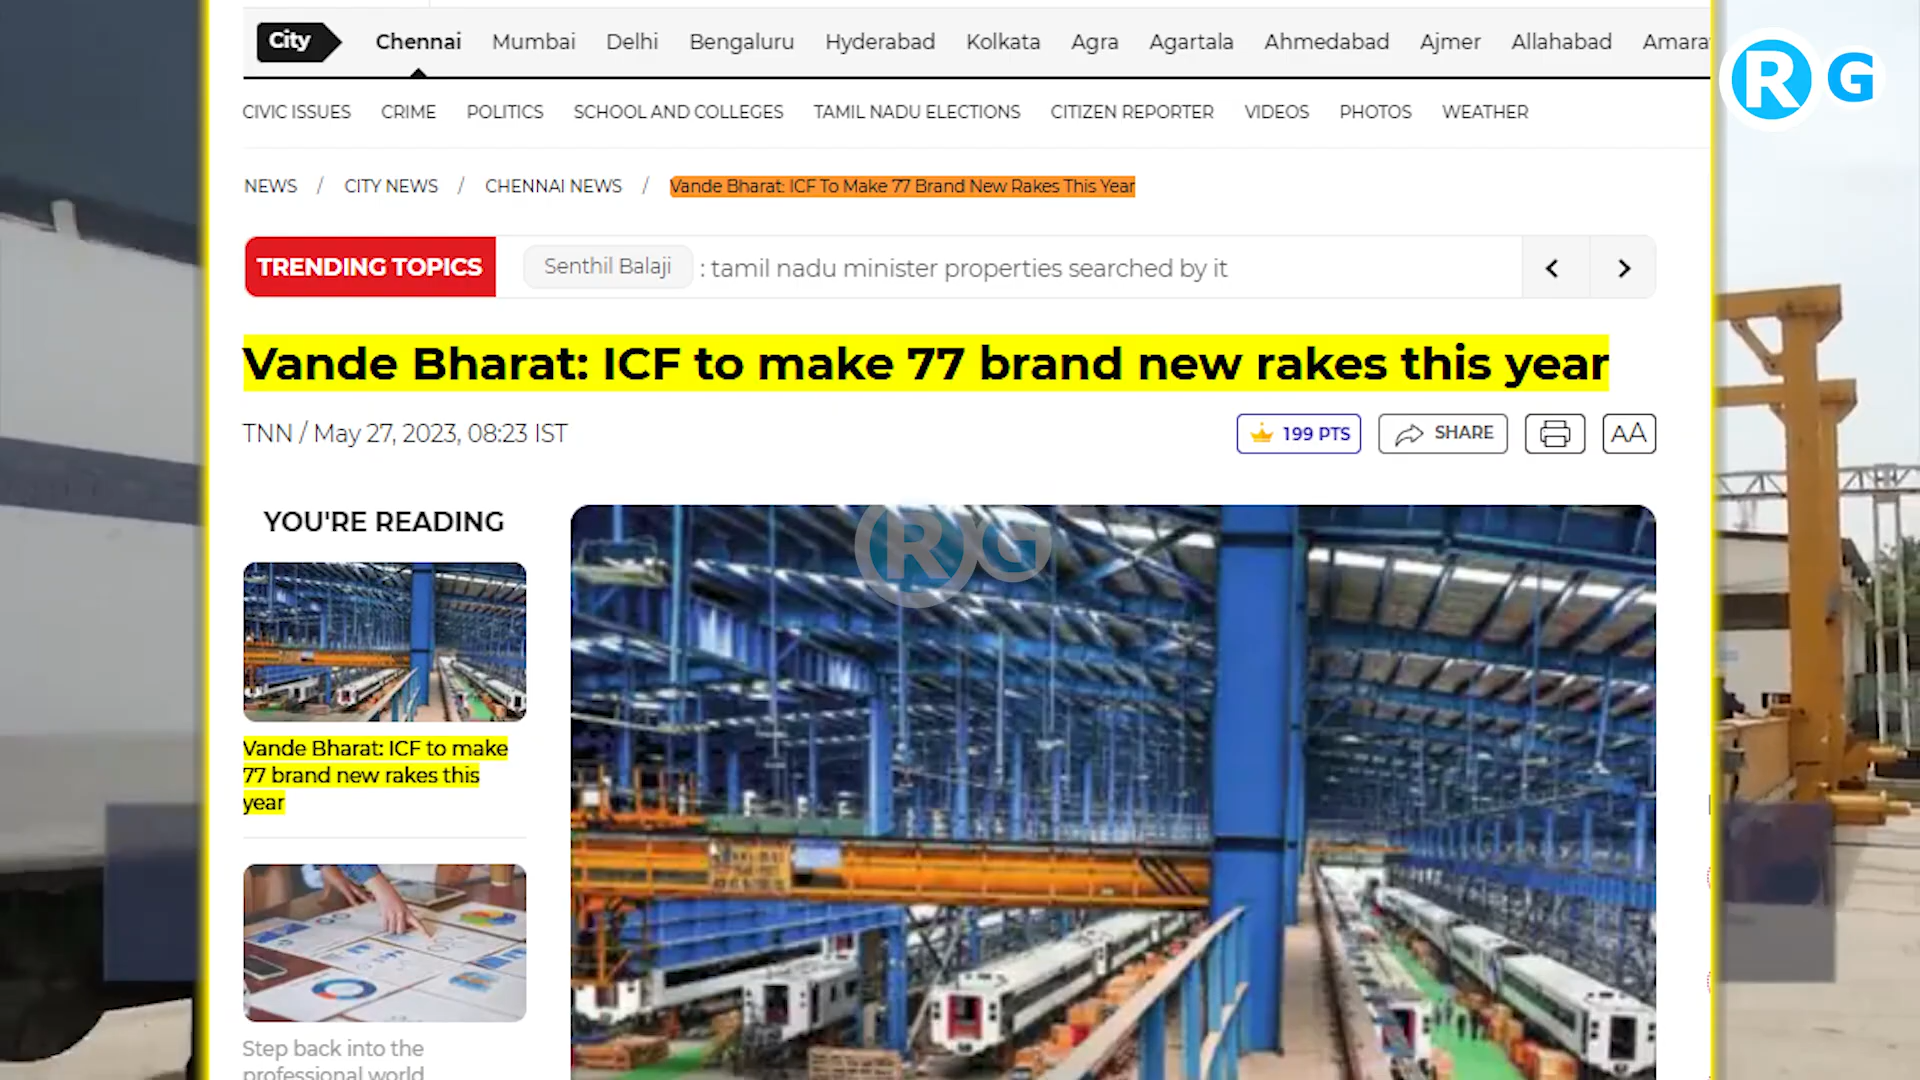 City Chennai Mumbai Delhi Bengaluru Hyderabad Kolkata Agra Agartala Ahmedabad Ajmer Allahabad Amara
R G
CIVIC ISSUES CRIME POLITICS SCHOOL AND COLLEGES TAMIL NADU ELECTIONS CITIZEN REPORTER VIDEOS PHOTOS WEATHER
NEWS / CITY NEWS / CHENNAI NEWS / Vande Bharat: ICF To Make 77 Brand New Rakes This Year
TRENDING TOPICS Senthil Balaji : tamil nadu minister properties searched by it
Vande Bharat: ICF to make 77 brand new rakes this year
TNN / May 27, 2023, 08:23 IST
199 PTS SHARE AA
YOU'RE READING
RG
Vande Bharat: ICF to make
77 brand new rakes this
year
Step back into the
professional world